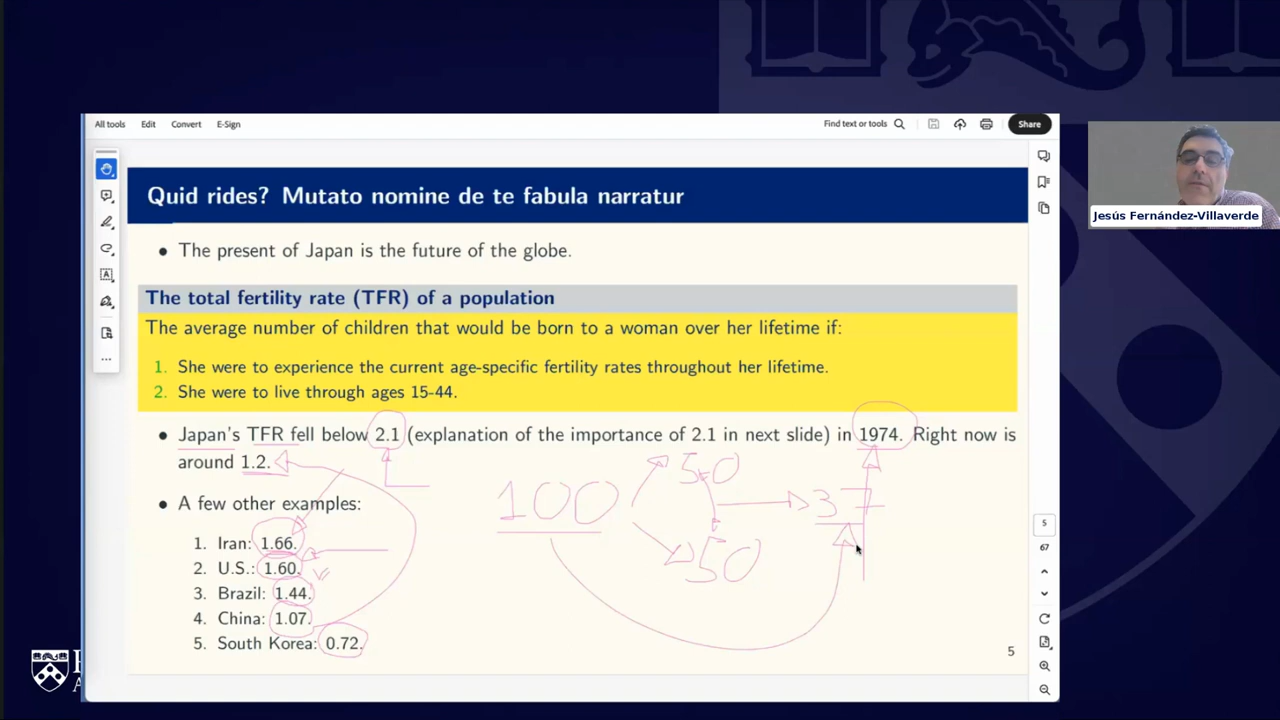 All tools Edit Convert E-Sign Find text or tools Share
Quid rides? Mutato nomine de te fabula narratur
Jesús Fernández-Villaverde
• The present of Japan is the future of the globe.
The total fertility rate (TFR) of a population
The average number of children that would be born to a woman over her lifetime if:
1. She were to experience the current age-specific fertility rates throughout her lifetime.
2. She were to live through ages 15-44.
• Japan's TFR fell below 2.1 (explanation of the importance of 2.1 in next slide) in 1974. Right now is
around 1.2.
• A few other examples:
1. Iran: 1.66.
2. U.S.: 1.60.
3. Brazil: 1.44.
4. China: 1.07.
5. South Korea: 0.72.
100
50
50
37
5
5
67